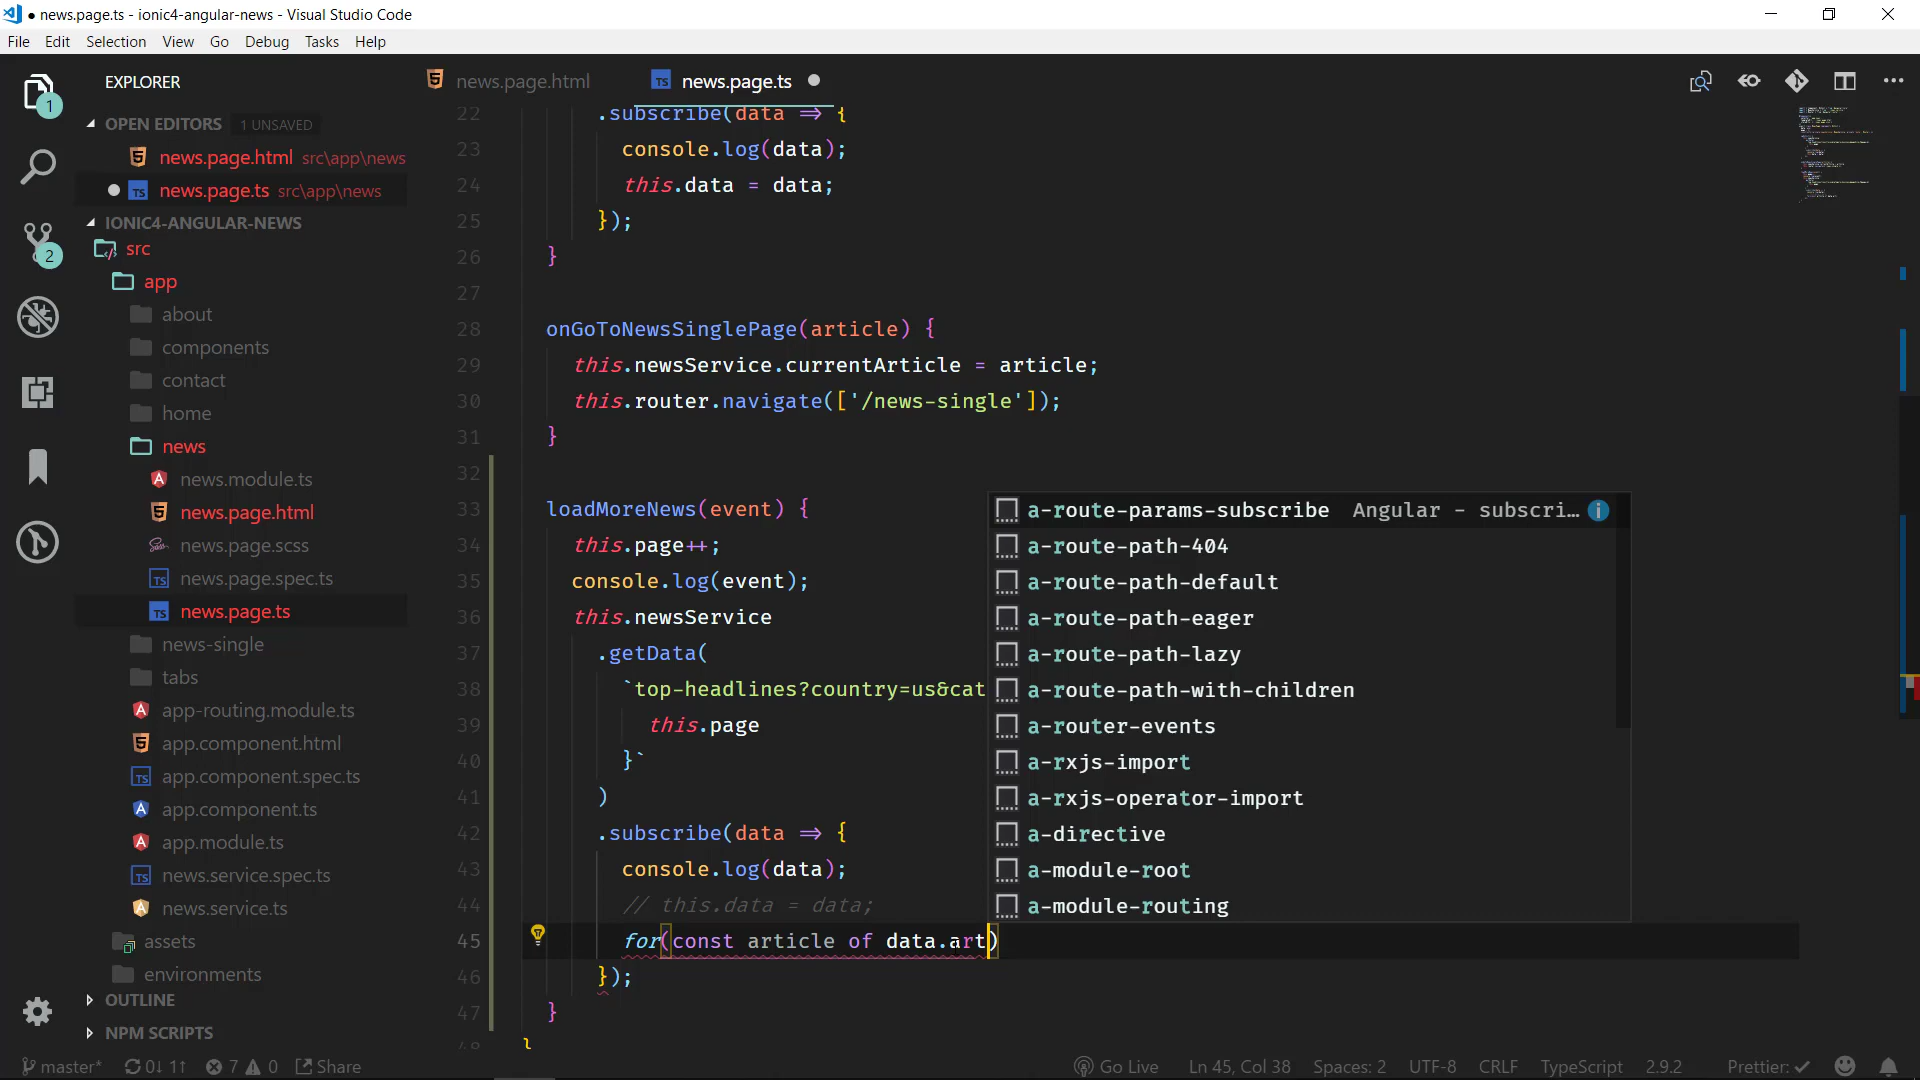 news.page.ts - ionic4-angular-news - Visual Studio Code
File Edit Selection View Go Debug Tasks Help
EXPLORER
1
OPEN EDITORS 1 UNSAVED
news.page.html src\app\news
TS news.page.ts src\app\news
IONIC4-ANGULAR-NEWS
2
src
app
about
components
contact
home
news
news.module.ts
news.page.html
news.page.scss
TS news.page.spec.ts
TS news.page.ts
news-single
tabs
app-routing.module.ts
app.component.html
TS app.component.spec.ts
app.component.ts
app.module.ts
TS news.service.spec.ts
news.service.ts
assets
environments
OUTLINE
NPM SCRIPTS
news.page.html
TS news.page.ts
22 .subscribe(data => {
23 console.log(data);
24 this.data = data;
25 });
26 }
27
28 onGoToNewsSinglePage(article) {
29 this.newsService.currentArticle = article;
30 this.router.navigate(['/news-single']);
31 }
32
33 loadMoreNews(event) {
34 this.page++;
35 console.log(event);
36 this.newsService
37 .getData(
38 `top-headlines?country=us&cat
39 this.page
40 }`
41 )
42 .subscribe(data => {
43 console.log(data);
44 // this.data = data;
45 for(const article of data.art)
46 });
47 }
48 }
a-route-params-subscribe Angular - subscri...
a-route-path-404
a-route-path-default
a-route-path-eager
a-route-path-lazy
a-route-path-with-children
a-router-events
a-rxjs-import
a-rxjs-operator-import
a-directive
a-module-root
a-module-routing
master* 0↓ 1↑ 7 0 Share Go Live Ln 45, Col 38 Spaces: 2 UTF-8 CRLF TypeScript 2.9.2 Prettier: ✓